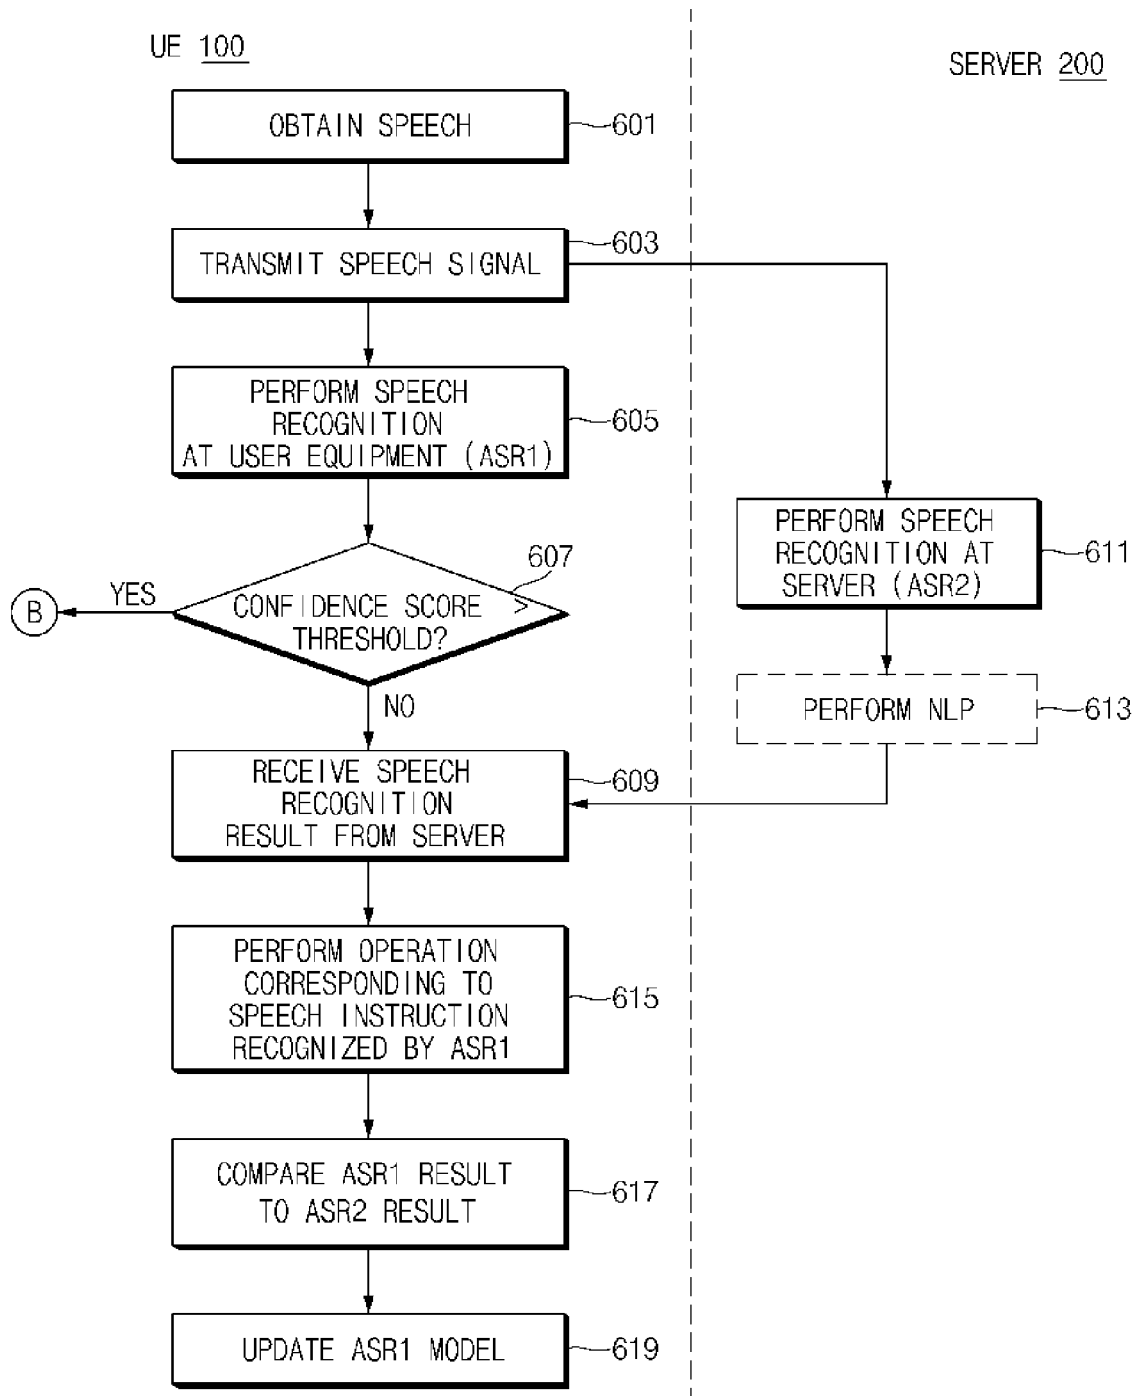 UE 100
SERVER 200
OBTAIN SPEECH
601
TRANSMIT SPEECH SIGNAL
603
PERFORM SPEECH
RECOGNITION
AT USER EQUIPMENT (ASR1)
605
607
CONFIDENCE SCORE >
THRESHOLD?
YES
B
NO
PERFORM SPEECH
RECOGNITION AT
SERVER (ASR2)
611
PERFORM NLP
613
RECEIVE SPEECH
RECOGNITION
RESULT FROM SERVER
609
PERFORM OPERATION
CORRESPONDING TO
SPEECH INSTRUCTION
RECOGNIZED BY ASR1
615
COMPARE ASR1 RESULT
TO ASR2 RESULT
617
UPDATE ASR1 MODEL
619